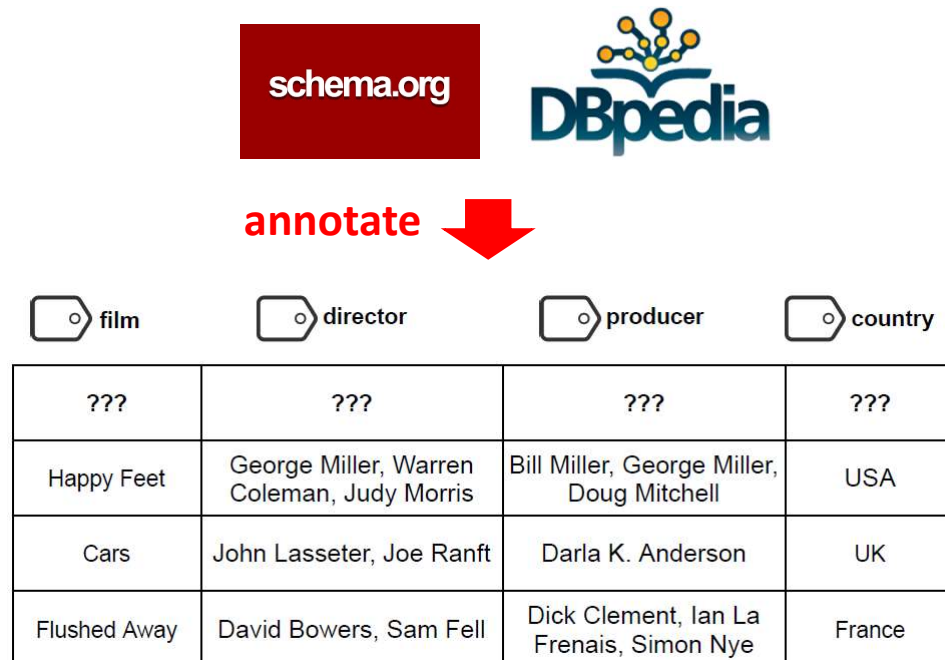 schema.org
DBpedia
annotate
film
director
producer
country
???
???
???
???
Happy Feet
George Miller, Warren
Coleman, Judy Morris
Bill Miller, George Miller,
Doug Mitchell
USA
Cars
John Lasseter, Joe Ranft
Darla K. Anderson
UK
Flushed Away
David Bowers, Sam Fell
Dick Clement, Ian La
Frenais, Simon Nye
France